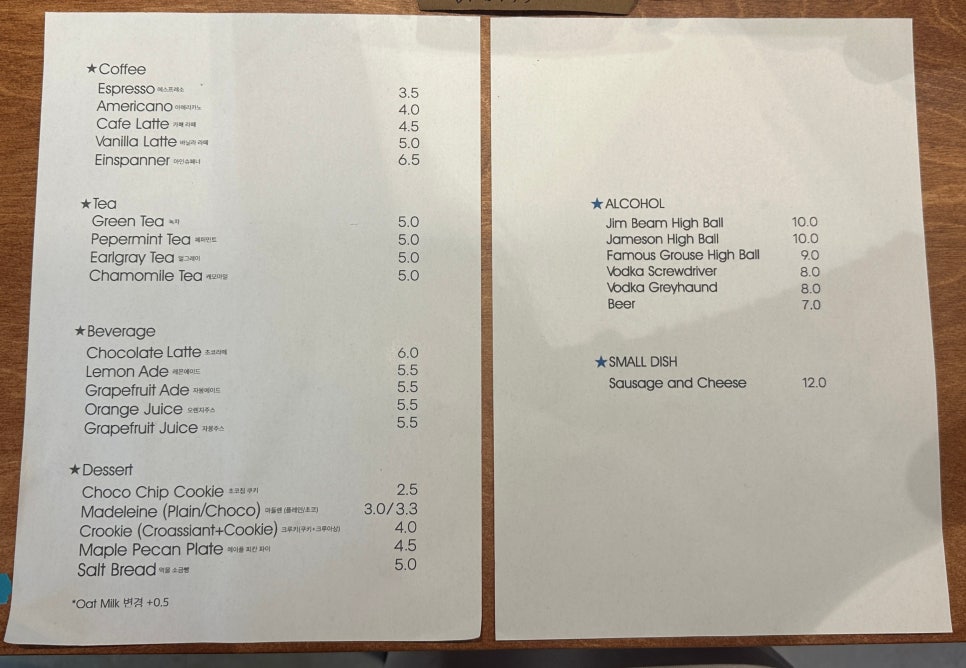 ★Coffee
Espresso 에스프레소 3.5
Americano 아메리카노 4.0
Cafe Latte 카페 라떼 4.5
Vanilla Latte 바닐라 라떼 5.0
Einspanner 아인슈페너 6.5
★Tea
Green Tea 녹차 5.0
Pepermint Tea 페퍼민트 5.0
Earlgray Tea 얼그레이 5.0
Chamomile Tea 캐모마일 5.0
★Beverage
Chocolate Latte 초코라떼 6.0
Lemon Ade 레몬에이드 5.5
Grapefruit Ade 자몽에이드 5.5
Orange Juice 오렌지주스 5.5
Grapefruit Juice 자몽주스 5.5
★Dessert
Choco Chip Cookie 초코칩 쿠키 2.5
Madeleine (Plain/Choco) 마들렌 (플레인/초코) 3.0/3.3
Crookie (Croassiant+Cookie) 크루키(쿠키+크루아상) 4.0
Maple Pecan Plate 메이플 피칸 파이 4.5
Salt Bread 소금빵 5.0
*Oat Milk 변경 +0.5
★ALCOHOL
Jim Beam High Ball 10.0
Jameson High Ball 10.0
Famous Grouse High Ball 9.0
Vodka Screwdriver 8.0
Vodka Greyhaund 8.0
Beer 7.0
★SMALL DISH
Sausage and Cheese 12.0